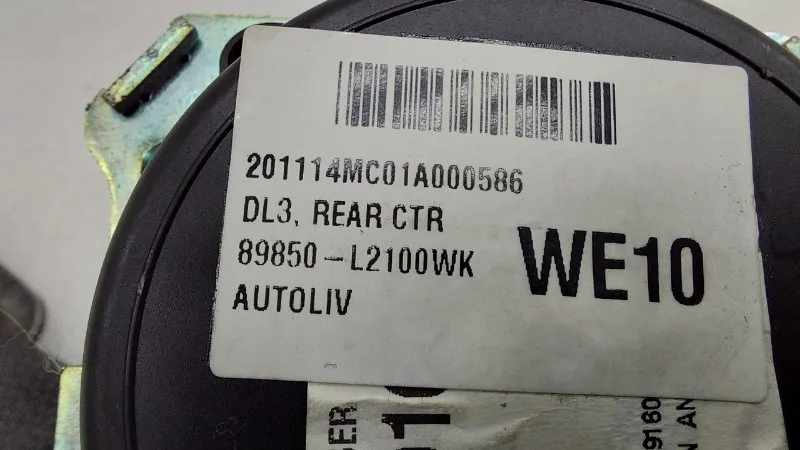 201114MC01A000586
DL3, REAR CTR
89850-L2100WK
WE10
AUTOLIV